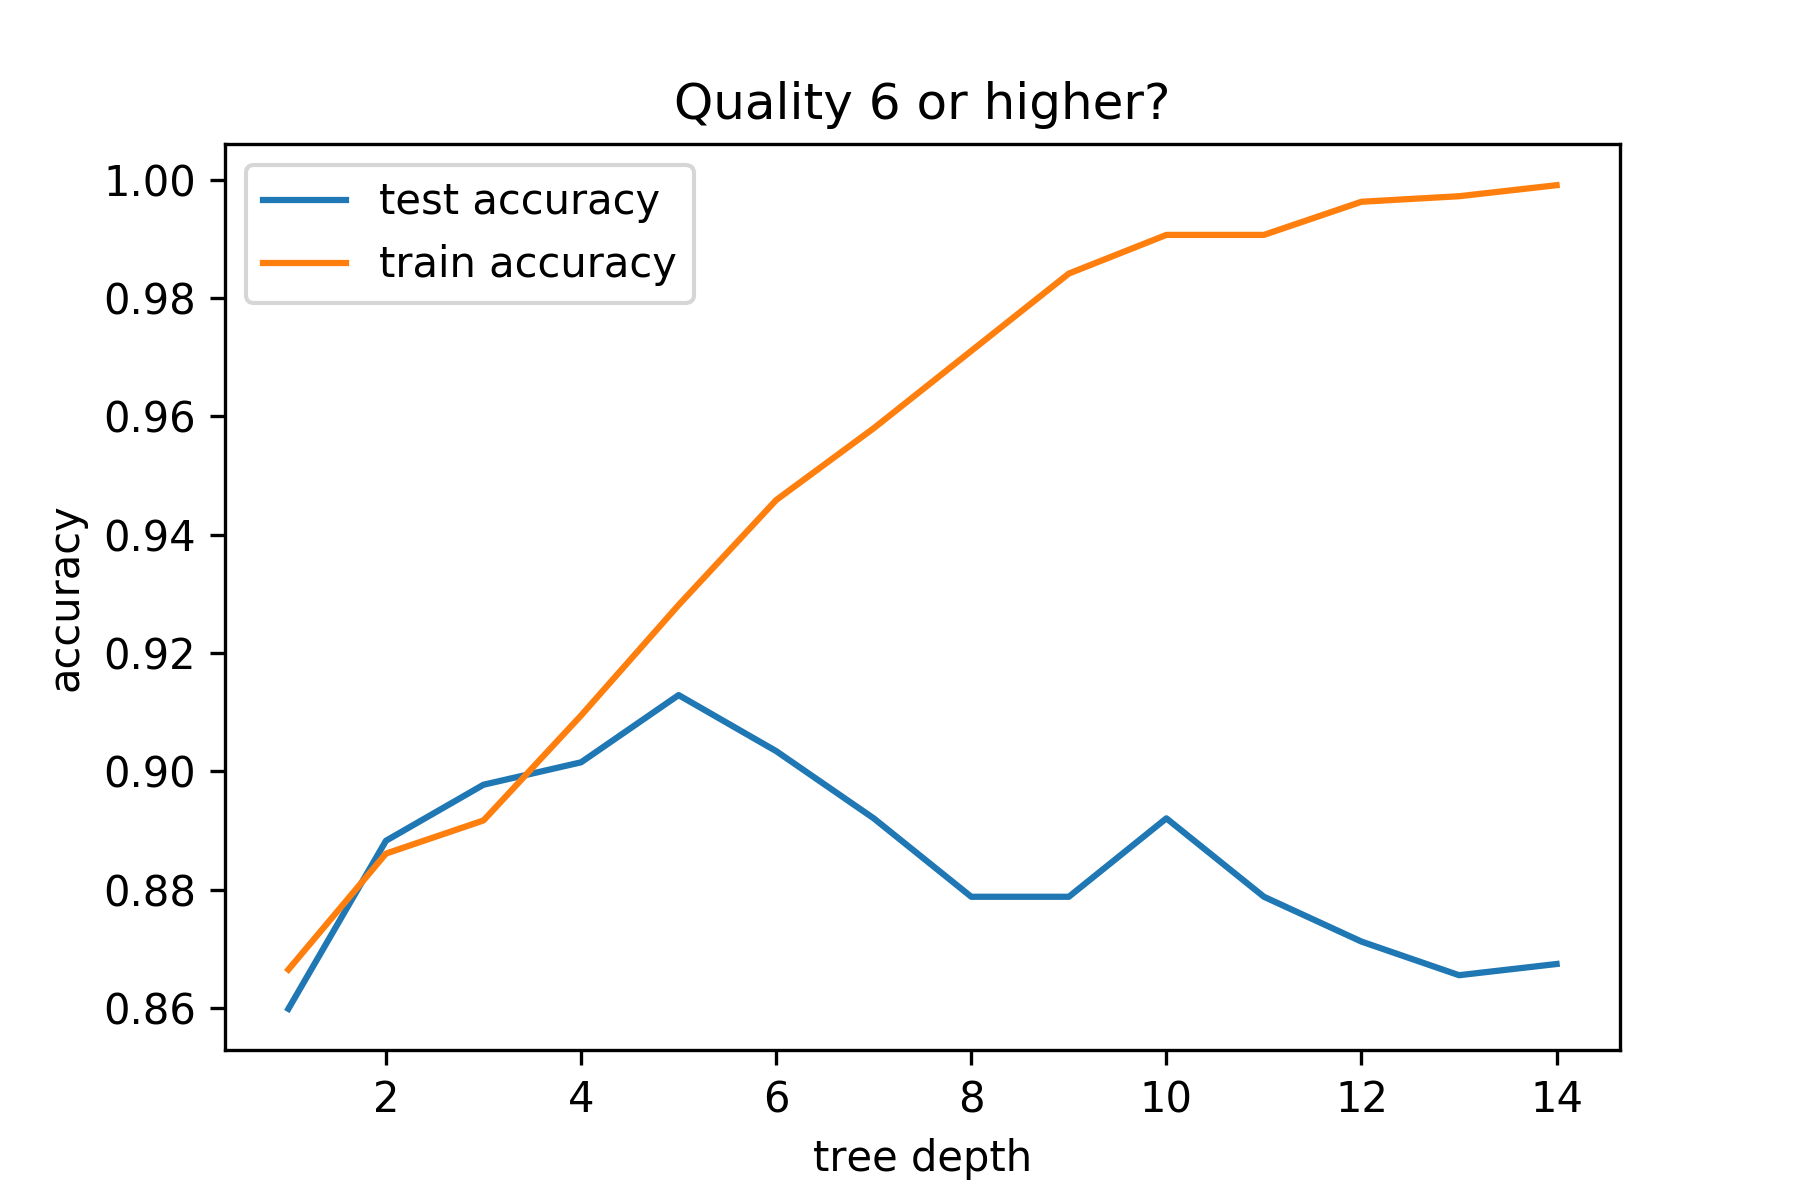 Quality 6 or higher?
test accuracy
train accuracy
1.00
0.98
0.96
0.94
0.92
0.90
0.88
0.86
accuracy
2 4 6 8 10 12 14
tree depth